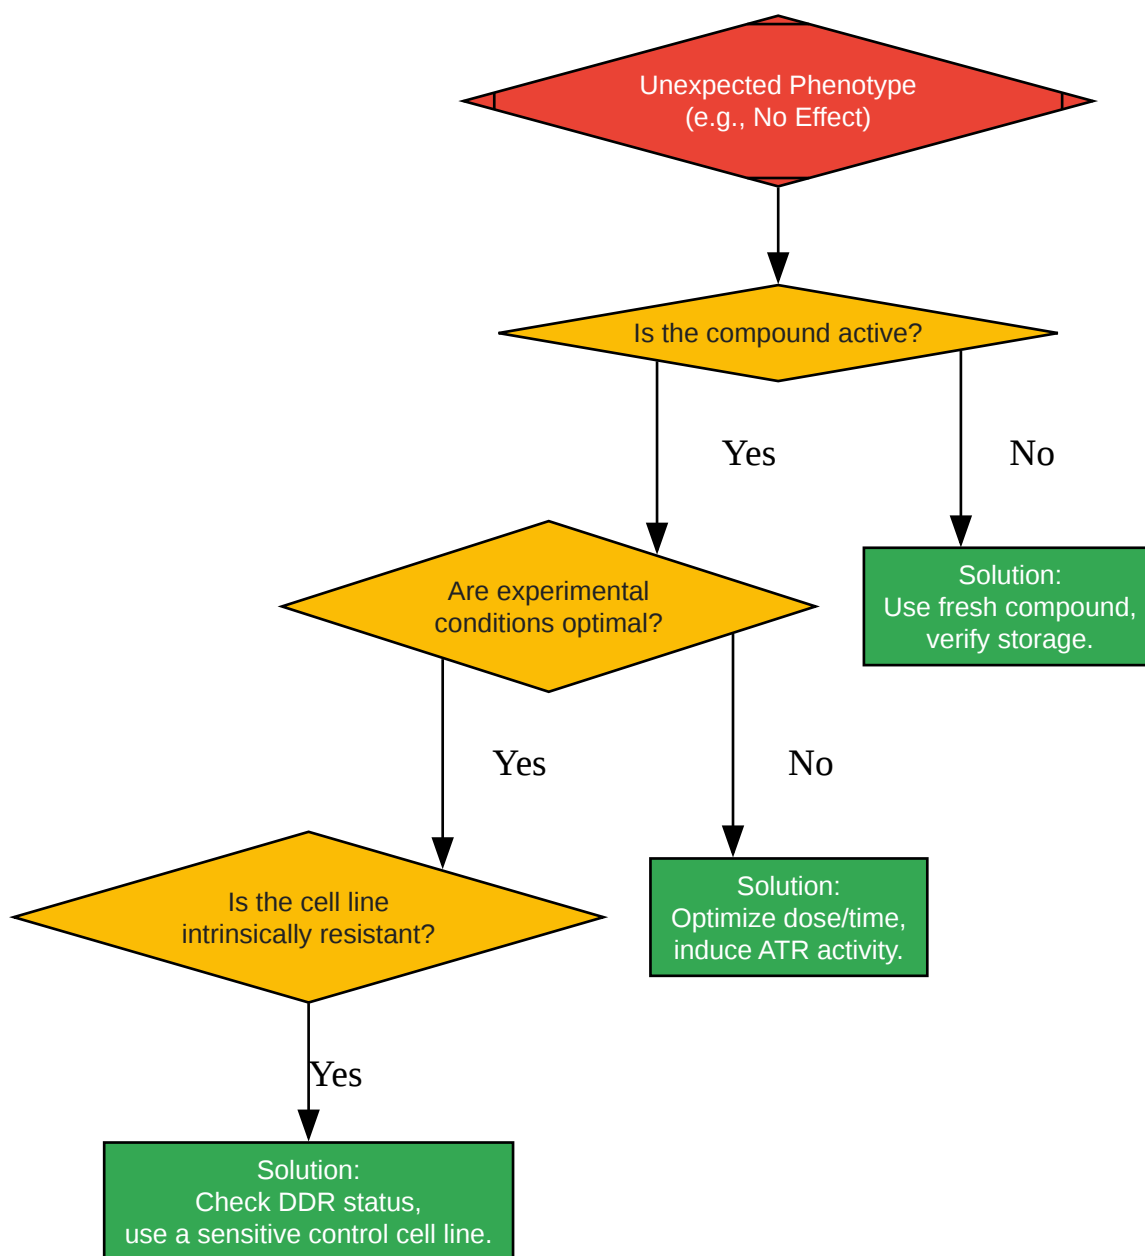 Unexpected Phenotype
(e.g., No Effect)
Is the compound active?
Yes
No
Are experimental
conditions optimal?
Solution:
Use fresh compound,
verify storage.
Yes
No
Is the cell line
intrinsically resistant?
Solution:
Optimize dose/time,
induce ATR activity.
Yes
Solution:
Check DDR status,
use a sensitive control cell line.